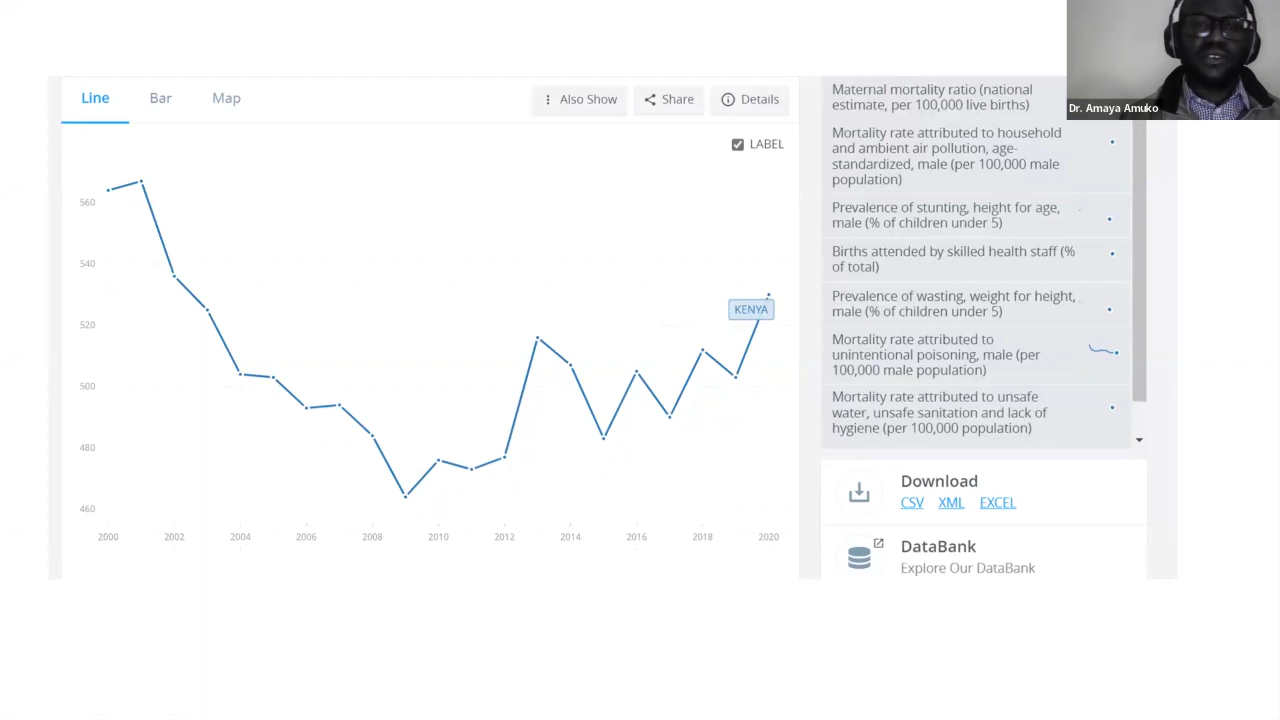 Line Bar Map
Also Show Share Details
LABEL
560
540
520
500
480
460
KENYA
2000 2002 2004 2006 2008 2010 2012 2014 2016 2018 2020
Maternal mortality ratio (national
estimate, per 100,000 live births)
Mortality rate attributed to household
and ambient air pollution, age-
standardized, male (per 100,000 male
population)
Prevalence of stunting, height for age,
male (% of children under 5)
Births attended by skilled health staff (%
of total)
Prevalence of wasting, weight for height,
male (% of children under 5)
Mortality rate attributed to
unintentional poisoning, male (per
100,000 male population)
Mortality rate attributed to unsafe
water, unsafe sanitation and lack of
hygiene (per 100,000 population)
Download
CSV XML EXCEL
DataBank
Explore Our DataBank
Dr. Amaya Amuko